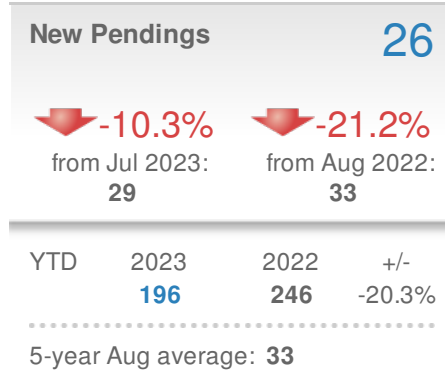 New Pendings 26
-10.3% -21.2%
from Jul 2023: from Aug 2022:
29 33
YTD 2023 2022 +/-
196 246 -20.3%
5-year Aug average: 33